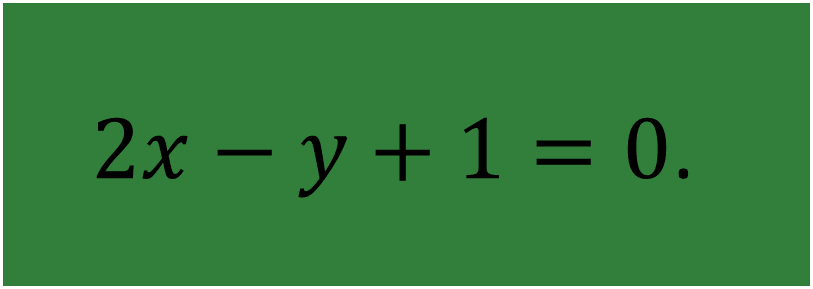 2x − y + 1 = 0.